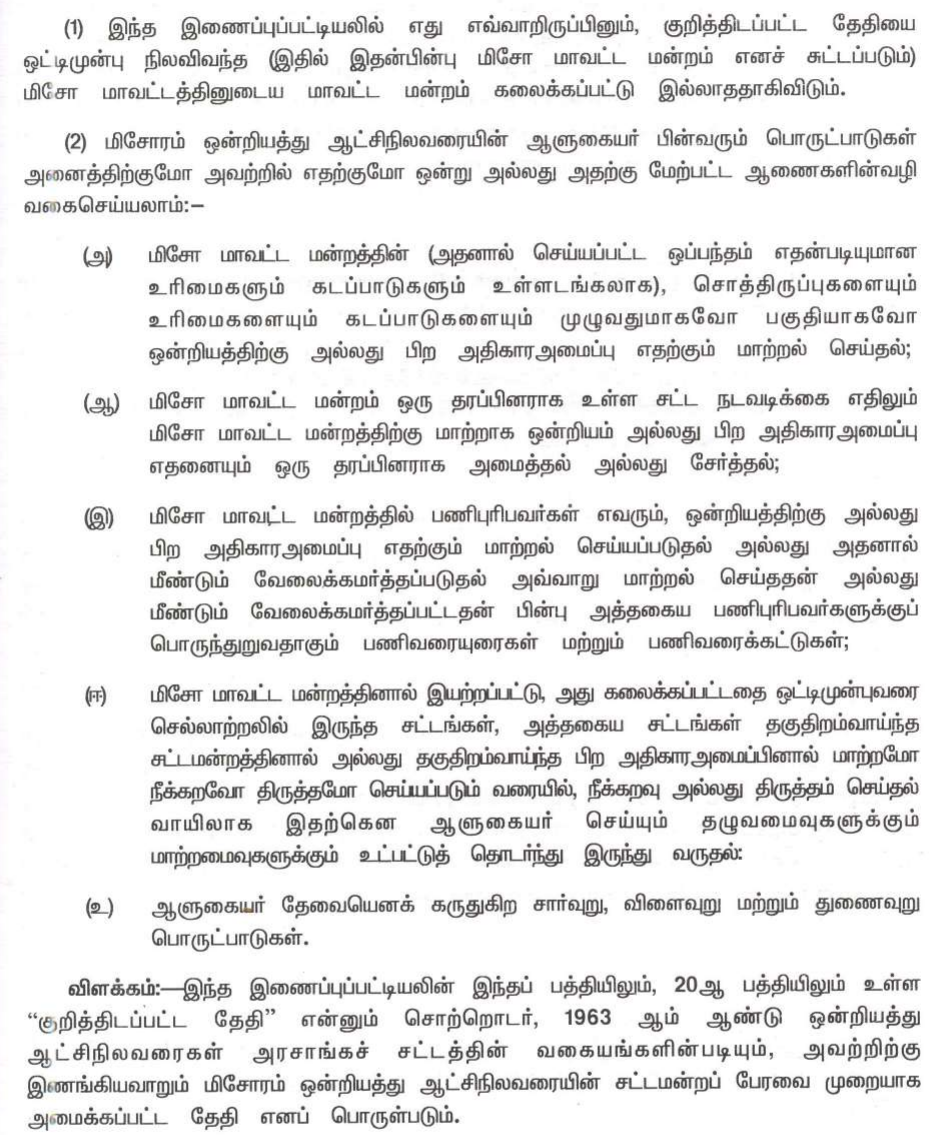 (1) இந்த இணைப்புப்பட்டியலில் எது எவ்வாறிருப்பினும், குறித்திடப்பட்ட தேதியை
ஒட்டிமுன்பு நிலவிவந்த (இதில் இதன்பின்பு மிசோ மாவட்ட மன்றம் எனச் சுட்டப்படும்)
மிசோ மாவட்டத்தினுடைய மாவட்ட மன்றம் கலைக்கப்பட்டு இல்லாததாகிவிடும்.
(2) மிசோரம் ஒன்றியத்து ஆட்சிநிலவரையின் ஆளுகையர் பின்வரும் பொருட்பாடுகள்
அனைத்திற்குமோ அவற்றில் எதற்குமோ ஒன்று அல்லது அதற்கு மேற்பட்ட ஆணைகளின்வழி
வகைசெய்யலாம்:–
(அ) மிசோ மாவட்ட மன்றத்தின் (அதனால் செய்யப்பட்ட ஒப்பந்தம் எதன்படியுமான
உரிமைகளும் கடப்பாடுகளும் உள்ளடங்கலாக), சொத்திருப்புகளையும்
உரிமைகளையும் கடப்பாடுகளையும் முழுவதுமாகவோ பகுதியாகவோ
ஒன்றியத்திற்கு அல்லது பிற அதிகாரஅமைப்பு எதற்கும் மாற்றல் செய்தல்;
(ஆ) மிசோ மாவட்ட மன்றம் ஒரு தரப்பினராக உள்ள சட்ட நடவடிக்கை எதிலும்
மிசோ மாவட்ட மன்றத்திற்கு மாற்றாக ஒன்றியம் அல்லது பிற அதிகாரஅமைப்பு
எதனையும் ஒரு தரப்பினராக அமைத்தல் அல்லது சேர்த்தல்;
(இ) மிசோ மாவட்ட மன்றத்தில் பணிபுரிபவர்கள் எவரும், ஒன்றியத்திற்கு அல்லது
பிற அதிகாரஅமைப்பு எதற்கும் மாற்றல் செய்யப்படுதல் அல்லது அதனால்
மீண்டும் வேலைக்கமர்த்தப்படுதல் அவ்வாறு மாற்றல் செய்ததன் அல்லது
மீண்டும் வேலைக்கமர்த்தப்பட்டதன் பின்பு அத்தகைய பணிபுரிபவர்களுக்குப்
பொருந்துறுவதாகும் பணிவரையுரைகள் மற்றும் பணிவரைக்கட்டுகள்;
(ஈ) மிசோ மாவட்ட மன்றத்தினால் இயற்றப்பட்டு, அது கலைக்கப்பட்டதை ஒட்டிமுன்புவரை
செல்லாற்றலில் இருந்த சட்டங்கள், அத்தகைய சட்டங்கள் தகுதிறம்வாய்ந்த
சட்டமன்றத்தினால் அல்லது தகுதிறம்வாய்ந்த பிற அதிகாரஅமைப்பினால் மாற்றமோ
நீக்கறவோ திருத்தமோ செய்யப்படும் வரையில், நீக்கறவு அல்லது திருத்தம் செய்தல்
வாயிலாக இதற்கென ஆளுகையர் செய்யும் தழுவமைவுகளுக்கும்
மாற்றமைவுகளுக்கும் உட்பட்டுத் தொடர்ந்து இருந்து வருதல்:
(உ) ஆளுகையர் தேவையெனக் கருதுகிற சார்வுறு, விளைவுறு மற்றும் துணைவுறு
பொருட்பாடுகள்.
விளக்கம்:—இந்த இணைப்புப்பட்டியலின் இந்தப் பத்தியிலும், 20ஆ பத்தியிலும் உள்ள
“குறித்திடப்பட்ட தேதி” என்னும் சொற்றொடர், 1963 ஆம் ஆண்டு ஒன்றியத்து
ஆட்சிநிலவரைகள் அரசாங்கச் சட்டத்தின் வகையங்களின்படியும், அவற்றிற்கு
இணங்கியவாறும் மிசோரம் ஒன்றியத்து ஆட்சிநிலவரையின் சட்டமன்றப் பேரவை முறையாக
அமைக்கப்பட்ட தேதி எனப் பொருள்படும்.